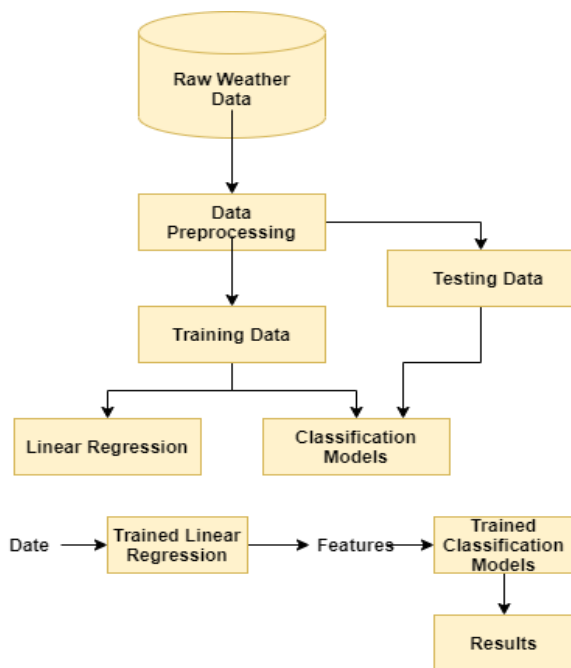 Raw Weather
Data
Data
Preprocessing
Testing Data
Training Data
Linear Regression
Classification
Models
Date
Trained Linear
Regression
Features
Trained
Classification
Models
Results